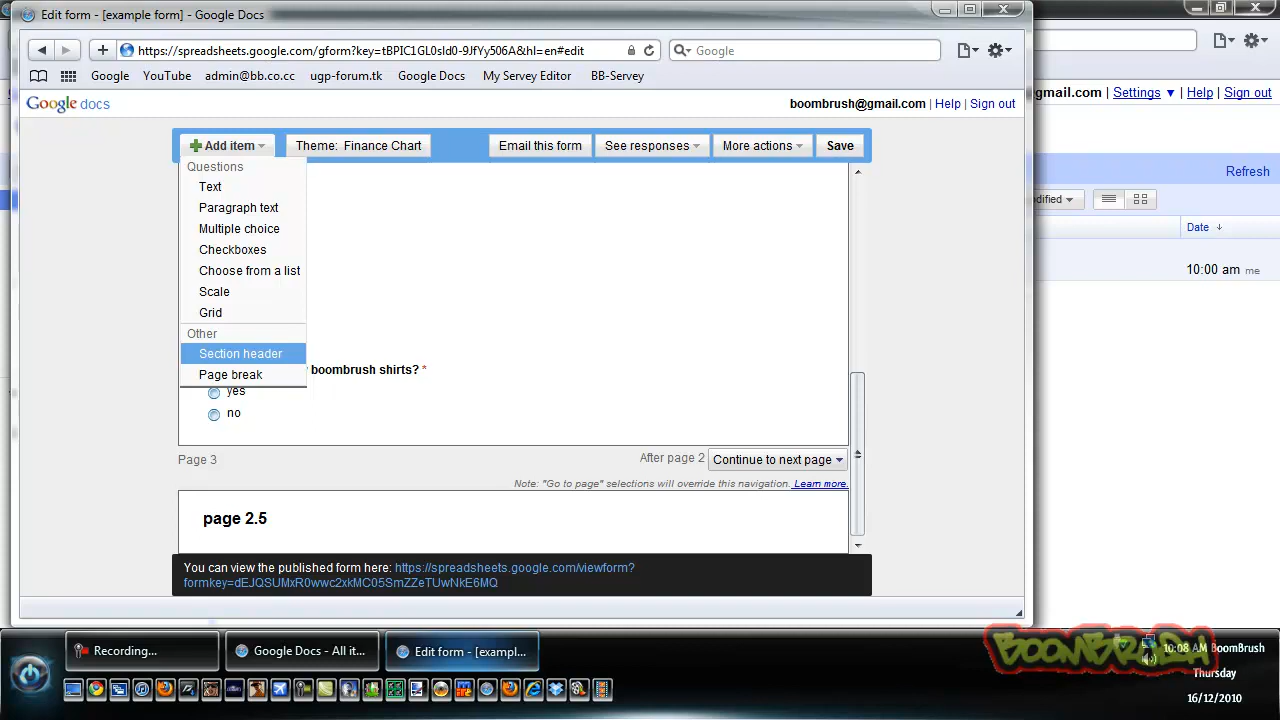 Edit form - [example form] - Google Docs
https://spreadsheets.google.com/gform?key=tBPIC1GL0sld0-9JfYy506A&hl=en#edit
Google
Google YouTube admin@bb.co.cc ugp-forum.tk Google Docs My Servey Editor BB-Servey
Google docs
boombrush@gmail.com | Help | Sign out
gmail.com | Settings ▼ | Help | Sign out
Add item Theme: Finance Chart Email this form See responses More actions Save
Refresh
Questions
Text
Paragraph text
Multiple choice
Checkboxes
Choose from a list
Scale
Grid
Other
Section header
Page break
dified
Date ↓
10:00 am me
boombrush shirts? *
yes
no
Page 3
After page 2 Continue to next page
Note: "Go to page" selections will override this navigation. Learn more.
page 2.5
You can view the published form here: https://spreadsheets.google.com/viewform?
formkey=dEJQSUMxR0wwc2xkMC05SmZZeTUwNkE6MQ
Recording...
Google Docs - All it...
Edit form - [exampl...
BOOMBRUSH
10:08 AM BoomBrush
Thursday
16/12/2010